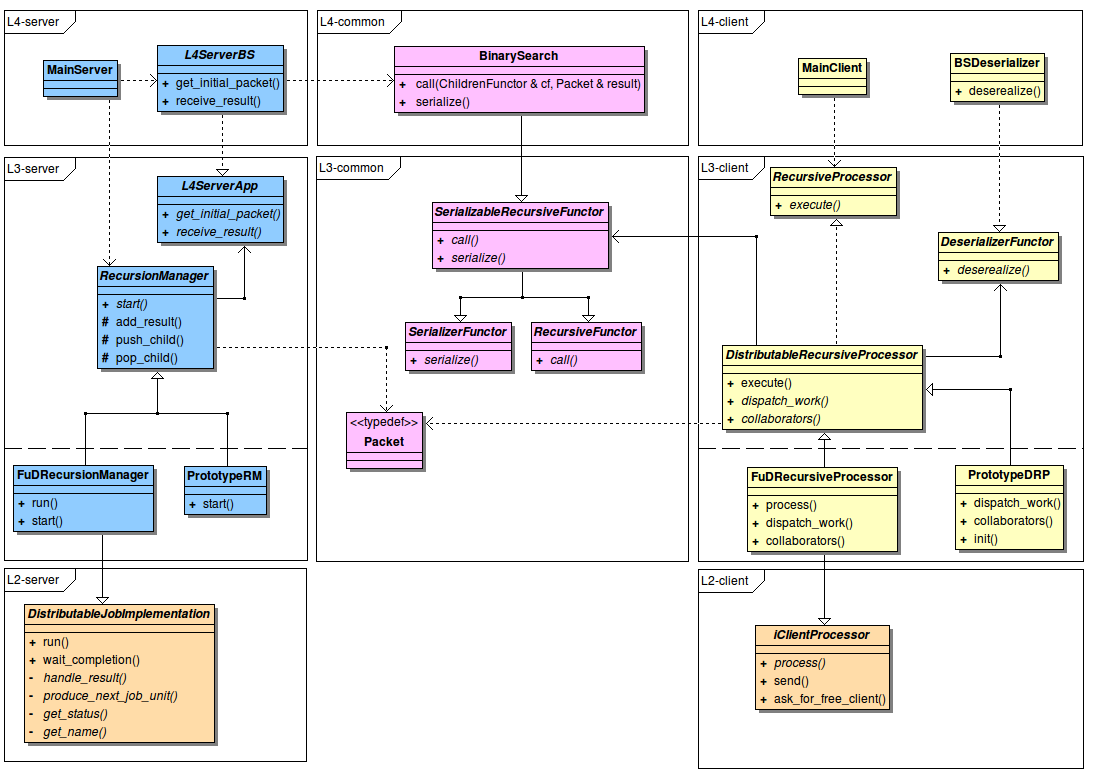 L4-server
MainServer
L4ServerBS
+ get_initial_packet()
+ receive_result()
L4-common
BinarySearch
+ call(ChildrenFunctor & cf, Packet & result)
+ serialize()
L4-client
MainClient
BSDeserializer
+ deserealize()
L3-server
L4ServerApp
+ get_initial_packet()
+ receive_result()
RecursionManager
+ start()
# add_result()
# push_child()
# pop_child()
FuDRecursionManager
+ run()
+ start()
PrototypeRM
+ start()
L3-common
SerializableRecursiveFunctor
+ call()
+ serialize()
SerializerFunctor
+ serialize()
RecursiveFunctor
+ call()
<<typedef>>
Packet
L3-client
RecursiveProcessor
+ execute()
DeserializerFunctor
+ deserealize()
DistributableRecursiveProcessor
+ execute()
+ dispatch_work()
+ collaborators()
FuDRecursiveProcessor
+ process()
+ dispatch_work()
+ collaborators()
PrototypeDRP
+ dispatch_work()
+ collaborators()
+ init()
L2-server
DistributableJobImplementation
+ run()
+ wait_completion()
- handle_result()
- produce_next_job_unit()
- get_status()
- get_name()
L2-client
iClientProcessor
+ process()
+ send()
+ ask_for_free_client()